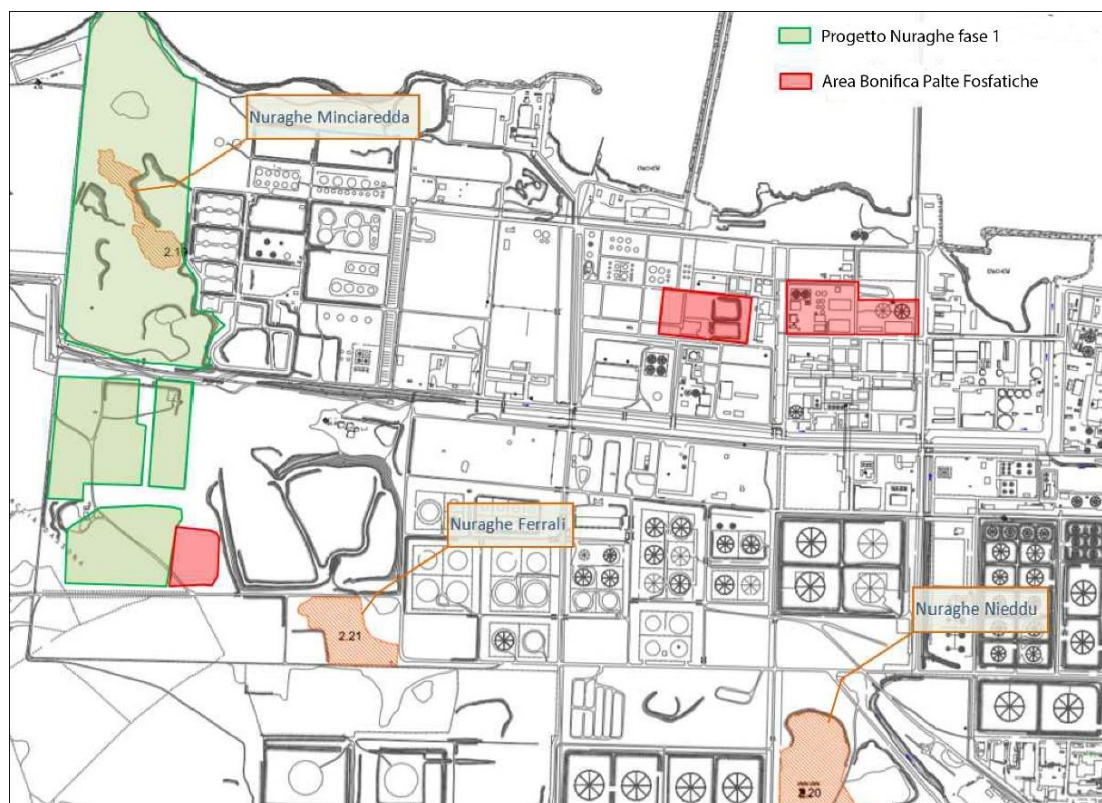 Progetto Nuraghe fase 1
Area Bonifica Palte Fosfatiche
Nuraghe Minciaredda
2.19
Nuraghe Ferrali
2.21
Nuraghe Nieddu
2.20